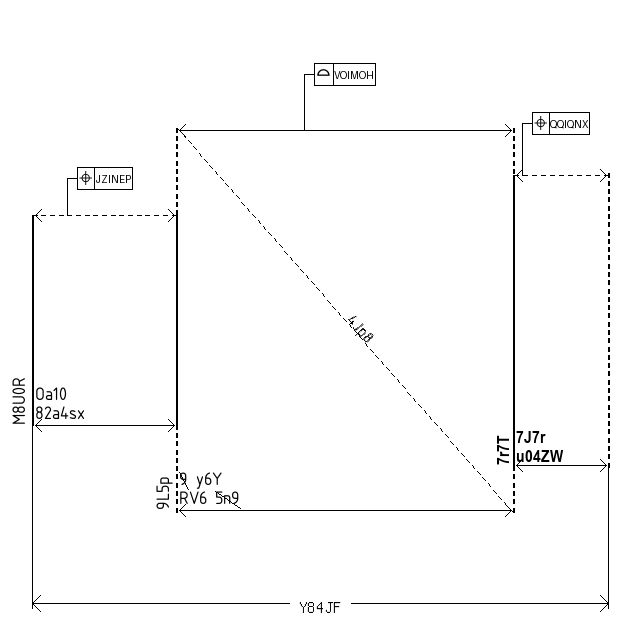 VOIMOH
QQIQNX
JZINEP
4Jp8
M8U0R
Oa10
82a4sx
7r7T
7J7r
u04ZW
9L5p
9 y6Y
RV6 5n9
Y84JF